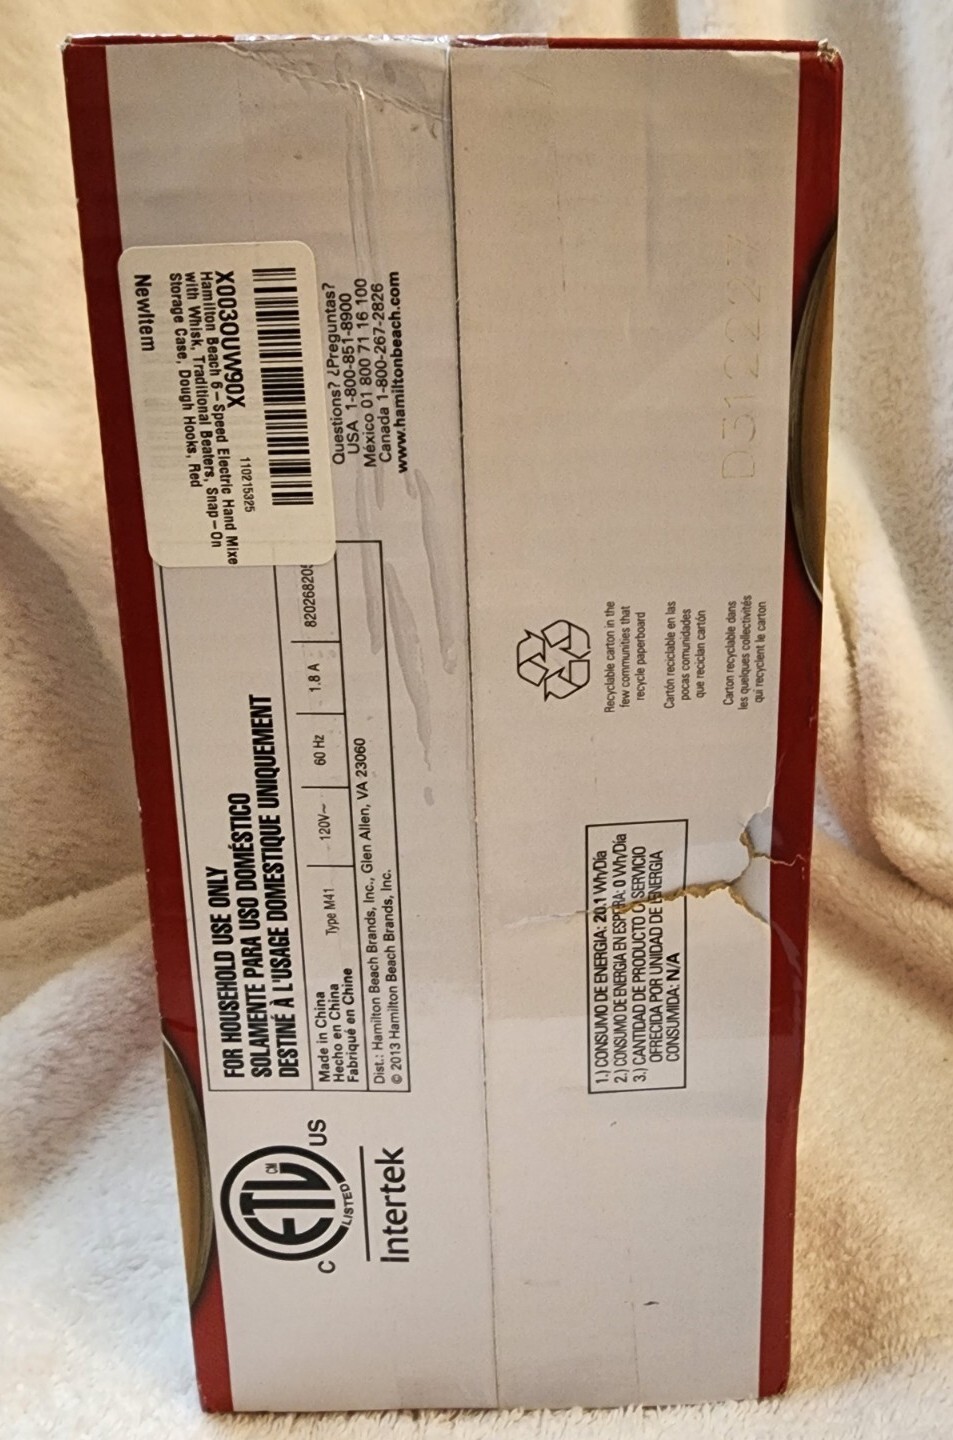 X0030UW90X
Hamilton Beach 6-Speed Electric Hand Mixe
with Whisk, Traditional Beaters, Snap-On
Storage Case, Dough Hooks, Red
NewItem
110215325
Questions? ¿Preguntas?
USA 1-800-851-8900
México 01 800 71 16 100
Canada 1-800-267-2826
www.hamiltonbeach.com
FOR HOUSEHOLD USE ONLY
SOLAMENTE PARA USO DOMÉSTICO
DESTINÉ À L'USAGE DOMESTIQUE UNIQUEMENT
Made in China
Hecho en China
Fabriqué en Chine
Type M41
120V~
60 Hz
1.8 A
820268205
Dist.: Hamilton Beach Brands, Inc., Glen Allen, VA 23060
© 2013 Hamilton Beach Brands, Inc.
ETL CM
LISTED
C US
Intertek
Recyclable carton in the
few communities that
recycle paperboard
Cartón reciclable en las
pocas comunidades
que reciclan cartón
Carton recyclable dans
les quelques collectivités
qui recyclent le carton
1.) CONSUMO DE ENERGIA: 20.1 Wh/Dia
2.) CONSUMO DE ENERGIA EN ESPERA: 0 Wh/Dia
3.) CANTIDAD DE PRODUCTO O SERVICIO
OFRECIDA POR UNIDAD DE ENERGIA
CONSUMIDA: N/A